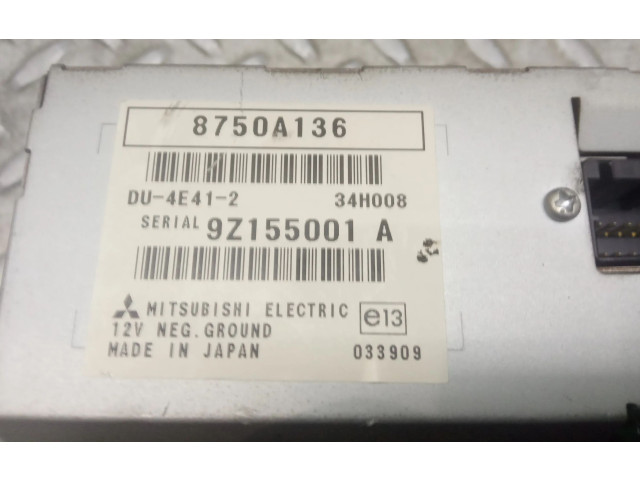 8750A136
DU-4E41-2 34H008
SERIAL 9Z155001 A
MITSUBISHI ELECTRIC
e13
12V NEG.GROUND
MADE IN JAPAN 033909